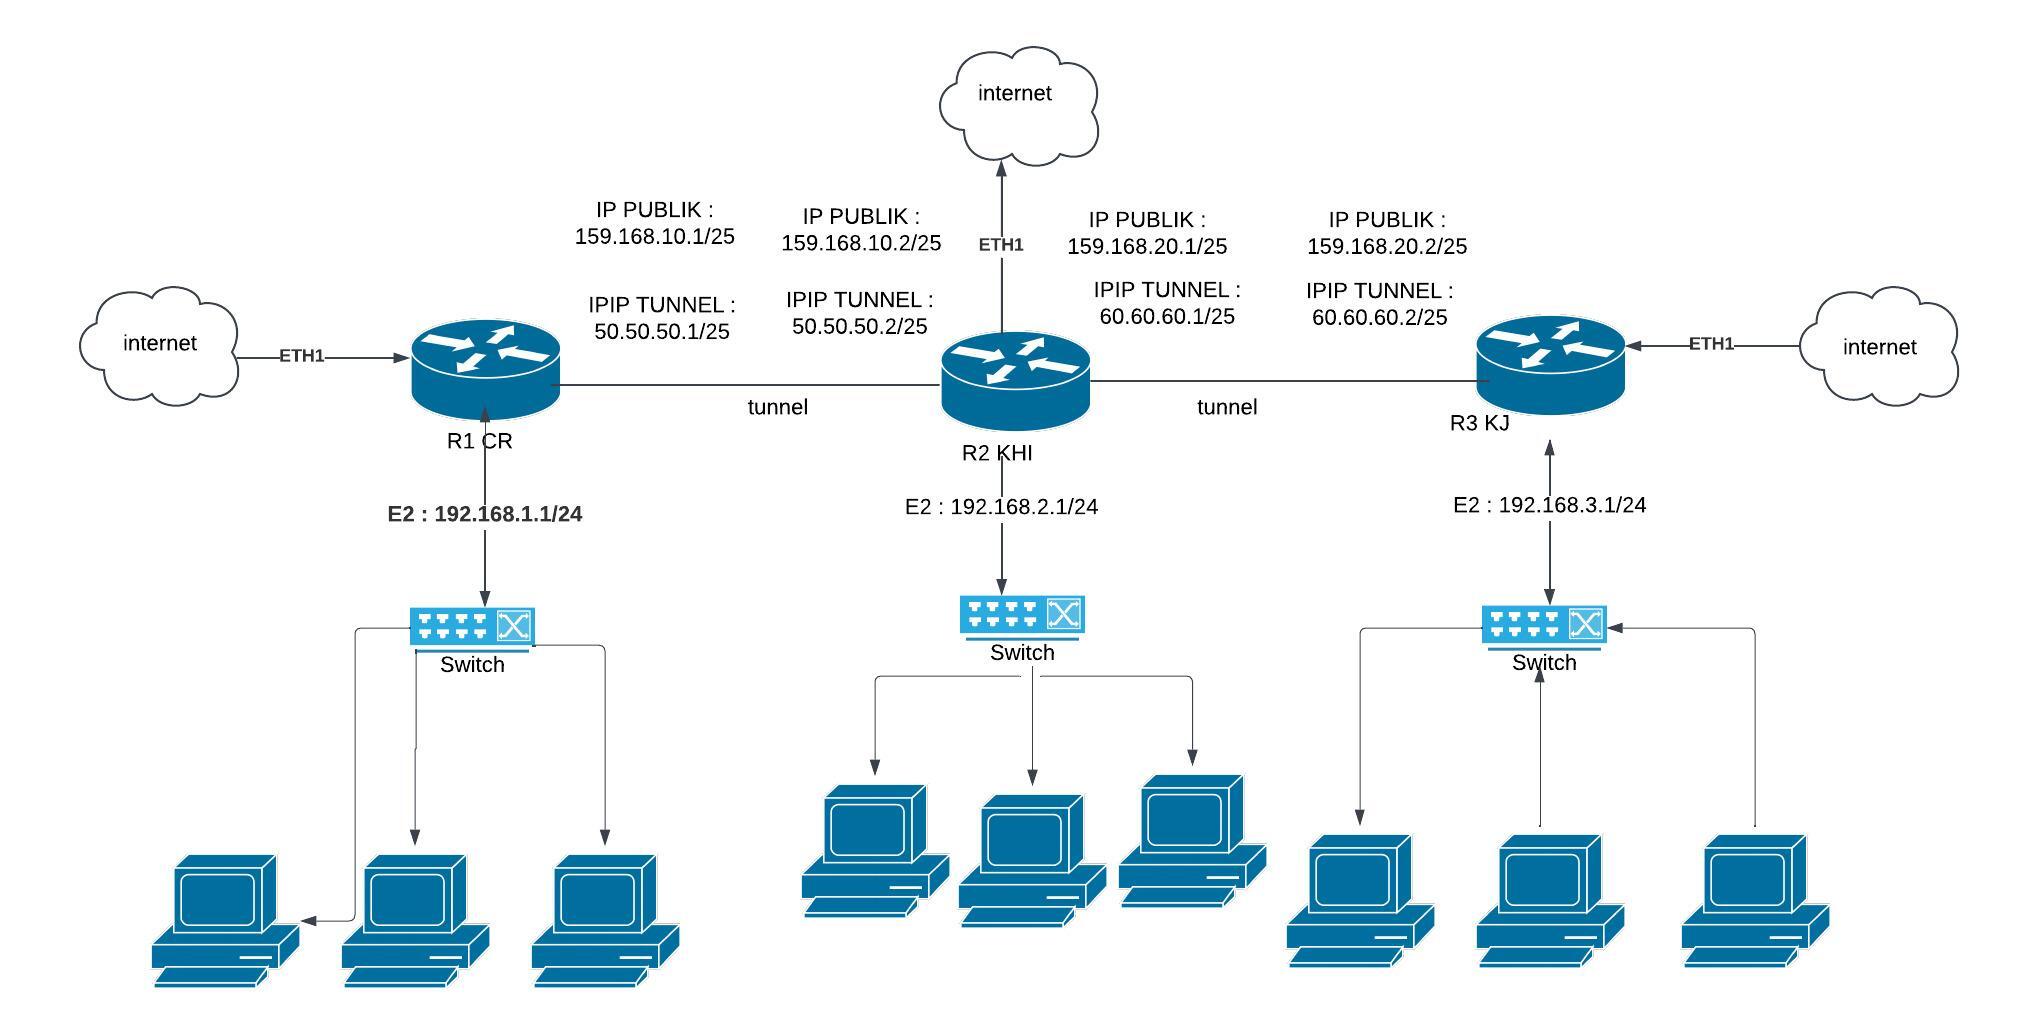 internet
IP PUBLIK :
159.168.10.1/25
IP PUBLIK :
159.168.10.2/25
ETH1
IP PUBLIK :
159.168.20.1/25
IP PUBLIK :
159.168.20.2/25
IPIP TUNNEL :
50.50.50.1/25
IPIP TUNNEL :
50.50.50.2/25
IPIP TUNNEL :
60.60.60.1/25
IPIP TUNNEL :
60.60.60.2/25
internet
ETH1
ETH1
internet
tunnel
tunnel
R1 CR
R2 KHI
R3 KJ
E2 : 192.168.1.1/24
E2 : 192.168.2.1/24
E2 : 192.168.3.1/24
Switch
Switch
Switch